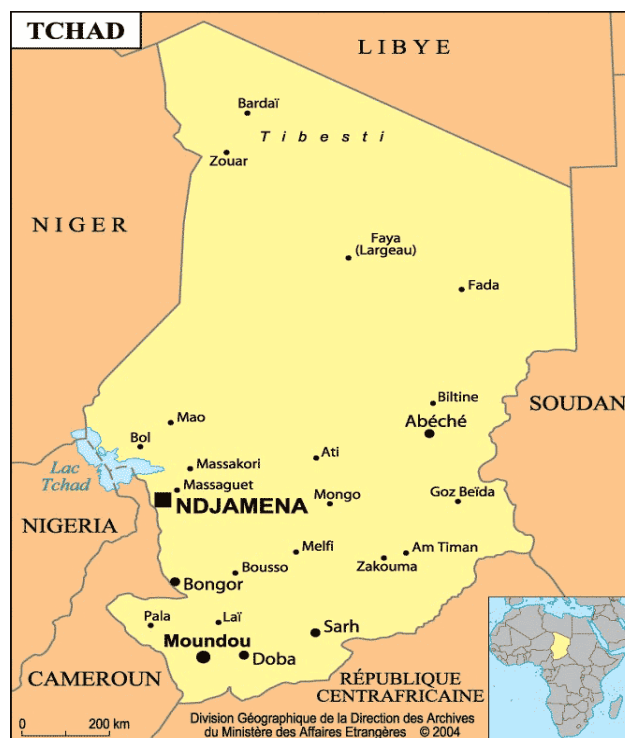 TCHAD
LIBYE
Bardaï
Tibesti
Zouar
NIGER
Faya
(Largeau)
Fada
Biltine
SOUDAN
Mao
Abéché
Bol
Ati
Lac
Tchad
Massakori
Massaguet
Mongo
Goz Beïda
NDJAMENA
NIGERIA
Melfi
Am Timan
Zakouma
Bousso
Bongor
Pala
Laï
Sarh
Moundou
Doba
CAMEROUN
RÉPUBLIQUE
CENTRAFRICAINE
0 200 km
Division Géographique de la Direction des Archives
du Ministère des Affaires Etrangères © 2004